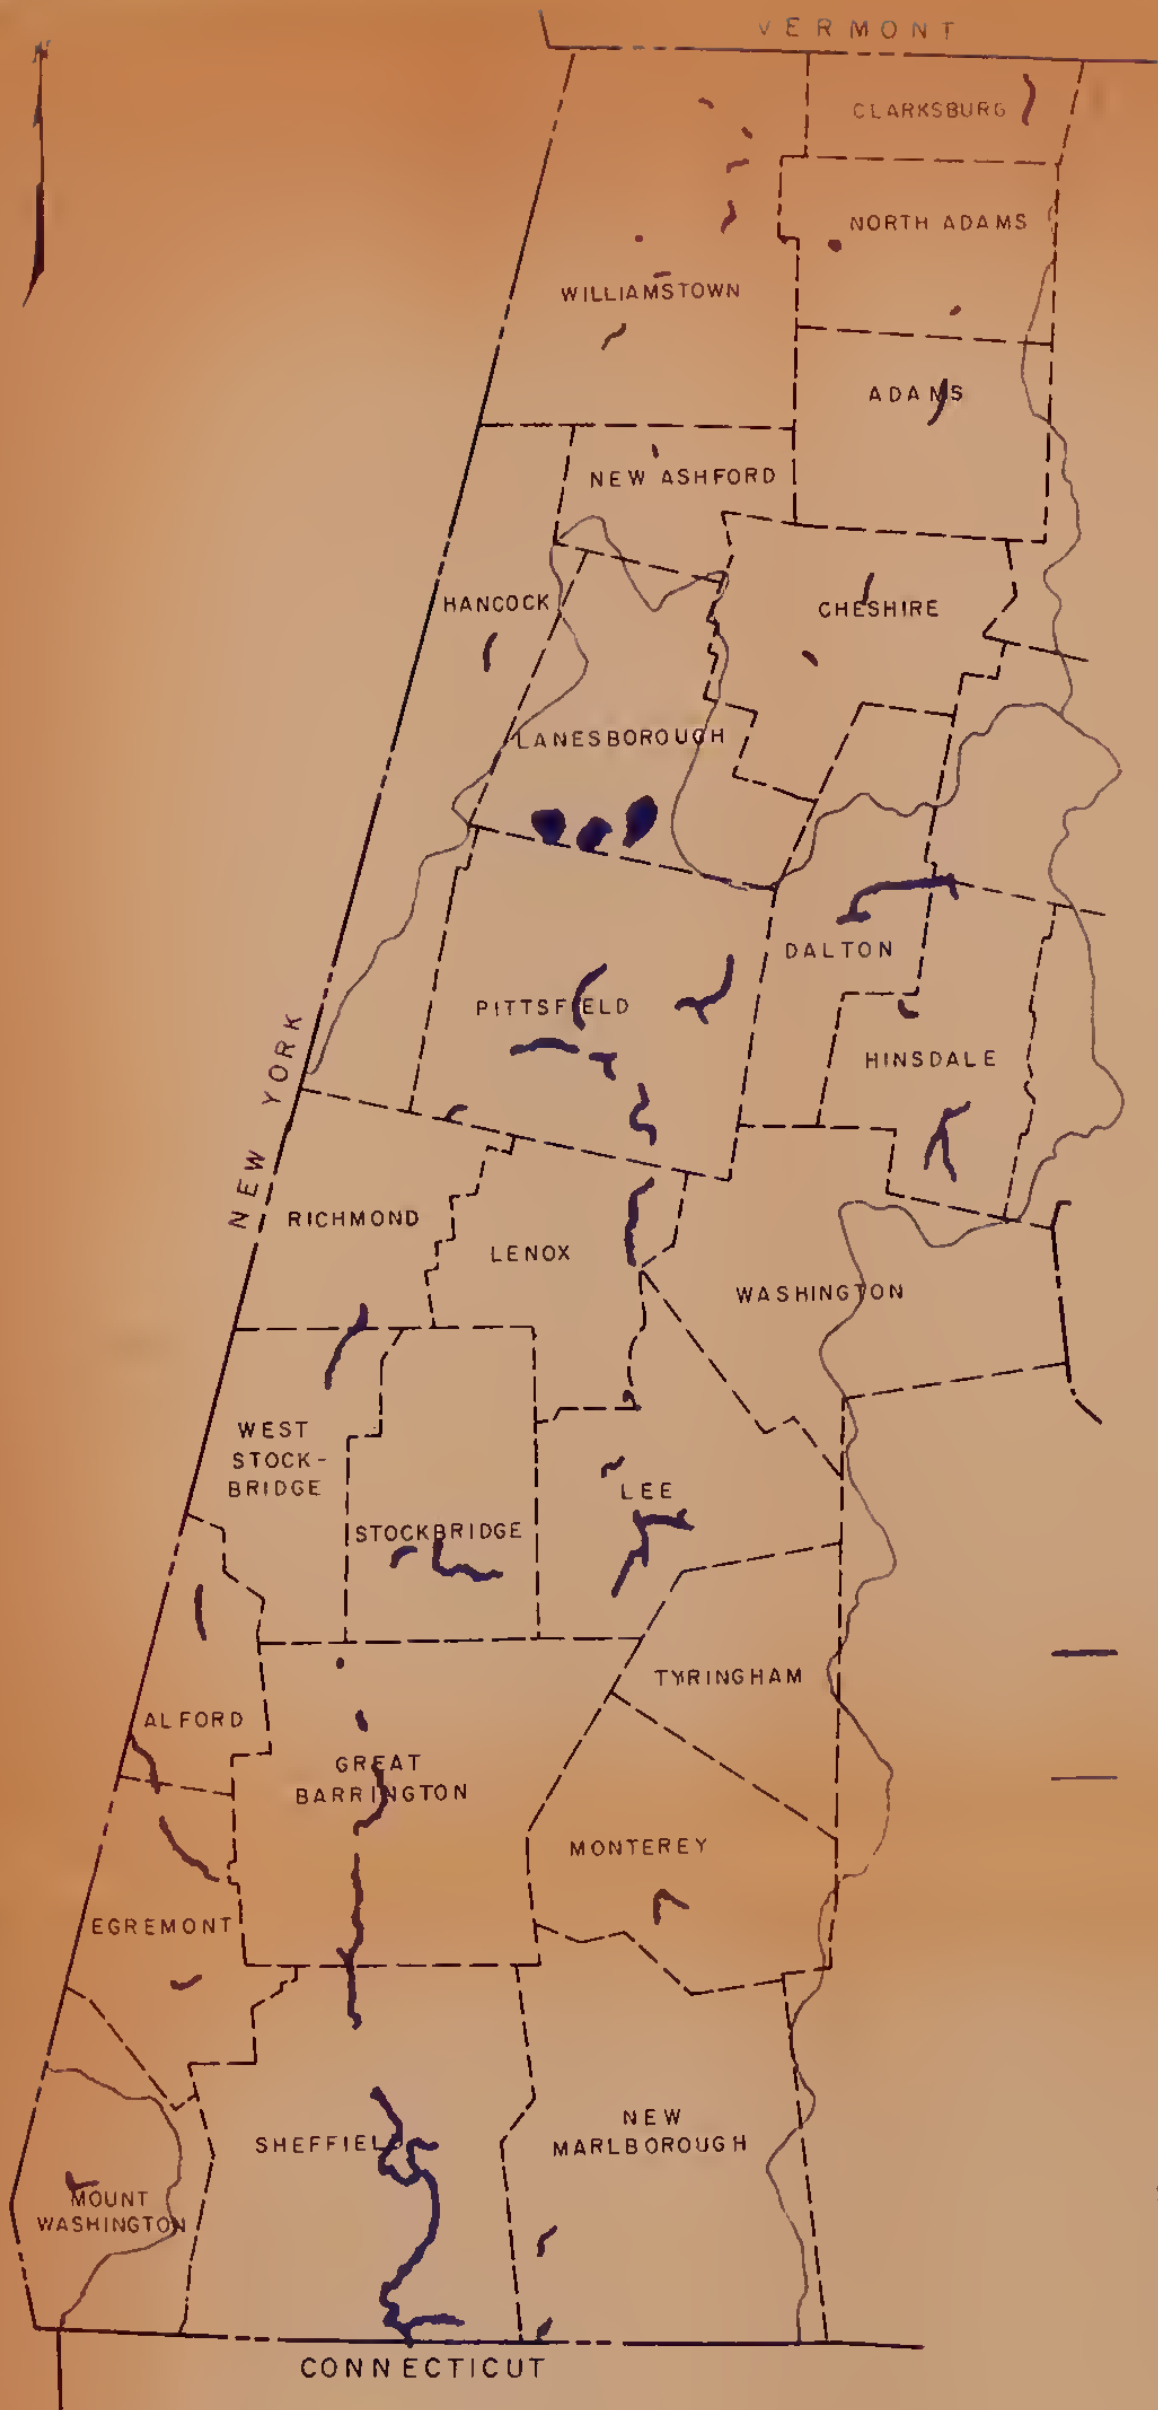 N
VERMONT
CLARKSBURG
NORTH ADAMS
WILLIAMSTOWN
ADAMS
NEW ASHFORD
HANCOCK
CHESHIRE
LANESBOROUGH
DALTON
PITTSFIELD
HINSDALE
NEW YORK
RICHMOND
LENOX
WASHINGTON
WEST
STOCK-
BRIDGE
LEE
STOCKBRIDGE
TYRINGHAM
ALFORD
GREAT
BARRINGTON
MONTEREY
EGREMONT
NEW
MARLBOROUGH
SHEFFIELD
MOUNT
WASHINGTON
CONNECTICUT